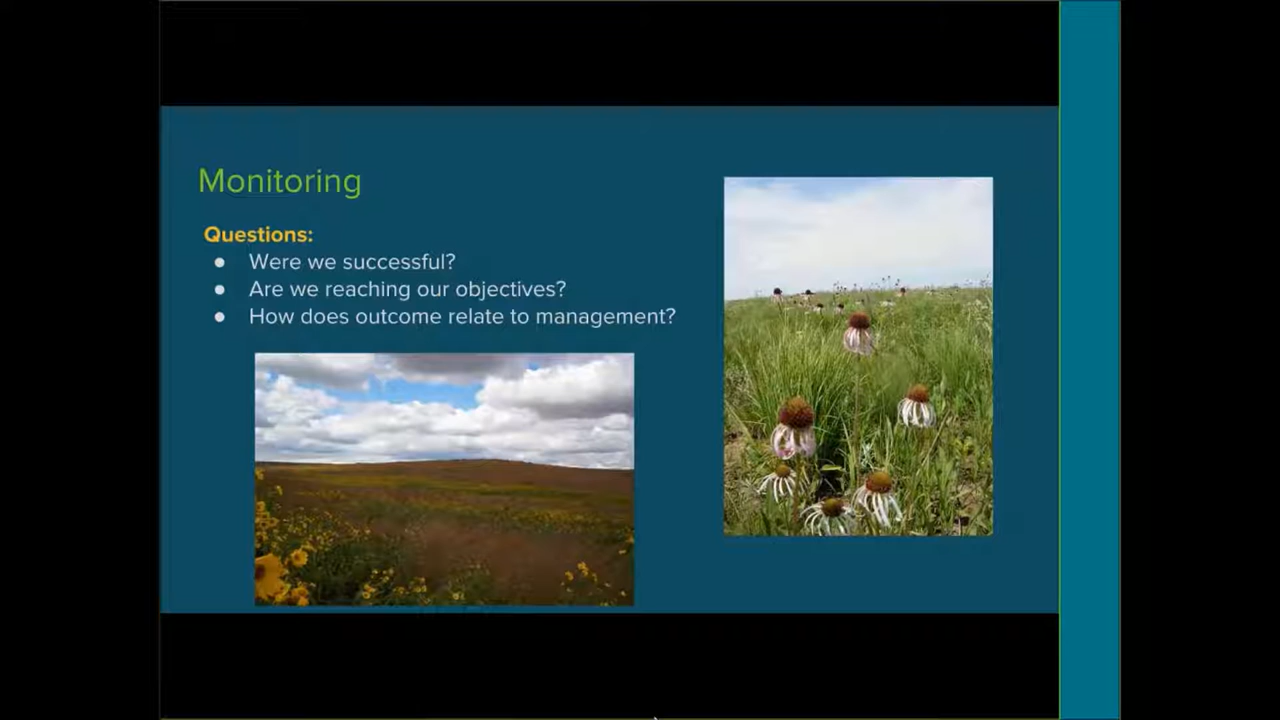 Monitoring
Questions:
● Were we successful?
● Are we reaching our objectives?
● How does outcome relate to management?